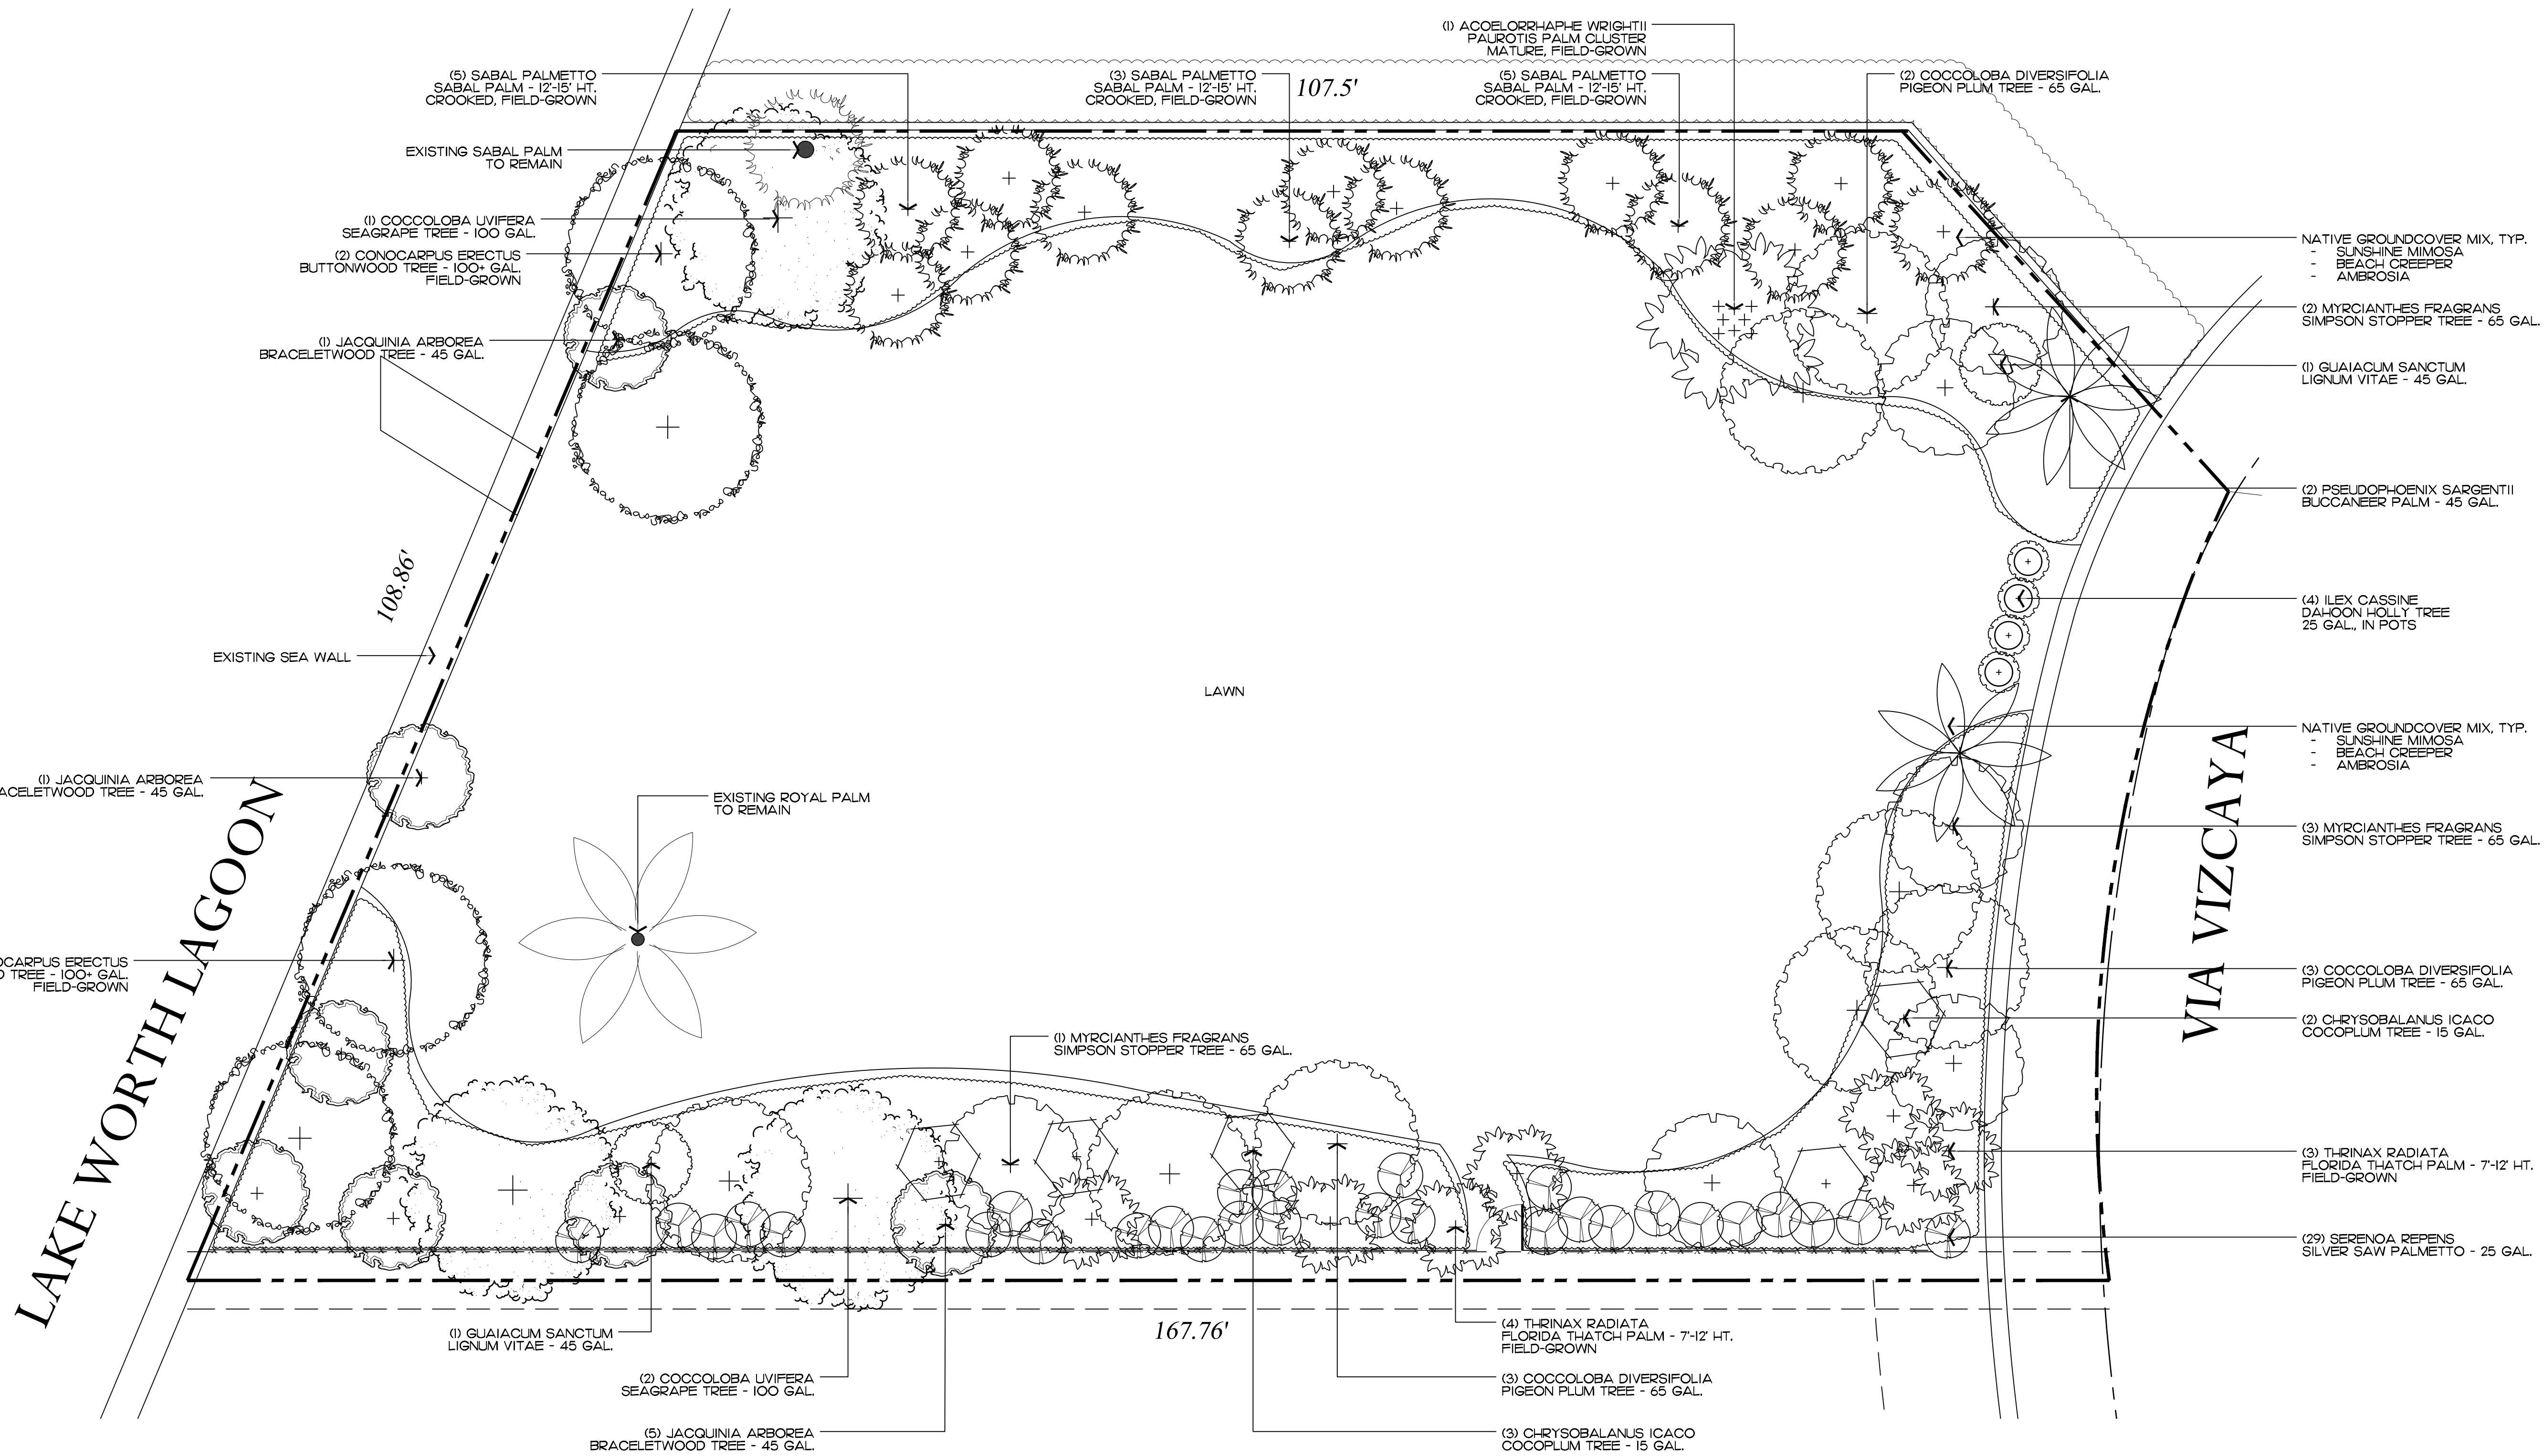 (1) ACOELORRHAPHE WRIGHTII
PAUROTIS PALM CLUSTER
MATURE, FIELD-GROWN
(5) SABAL PALMETTO
SABAL PALM - 12'-15' HT.
CROOKED, FIELD-GROWN
(3) SABAL PALMETTO
SABAL PALM - 12'-15' HT.
CROOKED, FIELD-GROWN
107.5'
(5) SABAL PALMETTO
SABAL PALM - 12'-15' HT.
CROOKED, FIELD-GROWN
(2) COCCOLOBA DIVERSIFOLIA
PIGEON PLUM TREE - 65 GAL.
EXISTING SABAL PALM
TO REMAIN
(1) COCCOLOBA UVIFERA
SEAGRAPE TREE - 100 GAL.
(2) CONOCARPUS ERECTUS
BUTTONWOOD TREE - 100+ GAL.
FIELD-GROWN
(1) JACQUINIA ARBOREA
BRACELETWOOD TREE - 45 GAL.
NATIVE GROUNDCOVER MIX, TYP.
- SUNSHINE MIMOSA
- BEACH CREEPER
- AMBROSIA
(2) MYRCIANTHES FRAGRANS
SIMPSON STOPPER TREE - 65 GAL.
(1) GUAIACUM SANCTUM
LIGNUM VITAE - 45 GAL.
(2) PSEUDOPHOENIX SARGENTII
BUCCANEER PALM - 45 GAL.
108.86'
(4) ILEX CASSINE
DAHOON HOLLY TREE
25 GAL., IN POTS
EXISTING SEA WALL
LAWN
NATIVE GROUNDCOVER MIX, TYP.
- SUNSHINE MIMOSA
- BEACH CREEPER
- AMBROSIA
(1) JACQUINIA ARBOREA
ACELETWOOD TREE - 45 GAL.
EXISTING ROYAL PALM
TO REMAIN
(3) MYRCIANTHES FRAGRANS
SIMPSON STOPPER TREE - 65 GAL.
LAKE WORTH LAGOON
VIA VIZCAYA
OCARPUS ERECTUS
D TREE - 100+ GAL.
FIELD-GROWN
(3) COCCOLOBA DIVERSIFOLIA
PIGEON PLUM TREE - 65 GAL.
(2) CHRYSOBALANUS ICACO
COCOPLUM TREE - 15 GAL.
(1) MYRCIANTHES FRAGRANS
SIMPSON STOPPER TREE - 65 GAL.
(3) THRINAX RADIATA
FLORIDA THATCH PALM - 7'-12' HT.
FIELD-GROWN
(29) SERENOA REPENS
SILVER SAW PALMETTO - 25 GAL.
(1) GUAIACUM SANCTUM
LIGNUM VITAE - 45 GAL.
167.76'
(4) THRINAX RADIATA
FLORIDA THATCH PALM - 7'-12' HT.
FIELD-GROWN
(2) COCCOLOBA UVIFERA
SEAGRAPE TREE - 100 GAL.
(3) COCCOLOBA DIVERSIFOLIA
PIGEON PLUM TREE - 65 GAL.
(5) JACQUINIA ARBOREA
BRACELETWOOD TREE - 45 GAL.
(3) CHRYSOBALANUS ICACO
COCOPLUM TREE - 15 GAL.